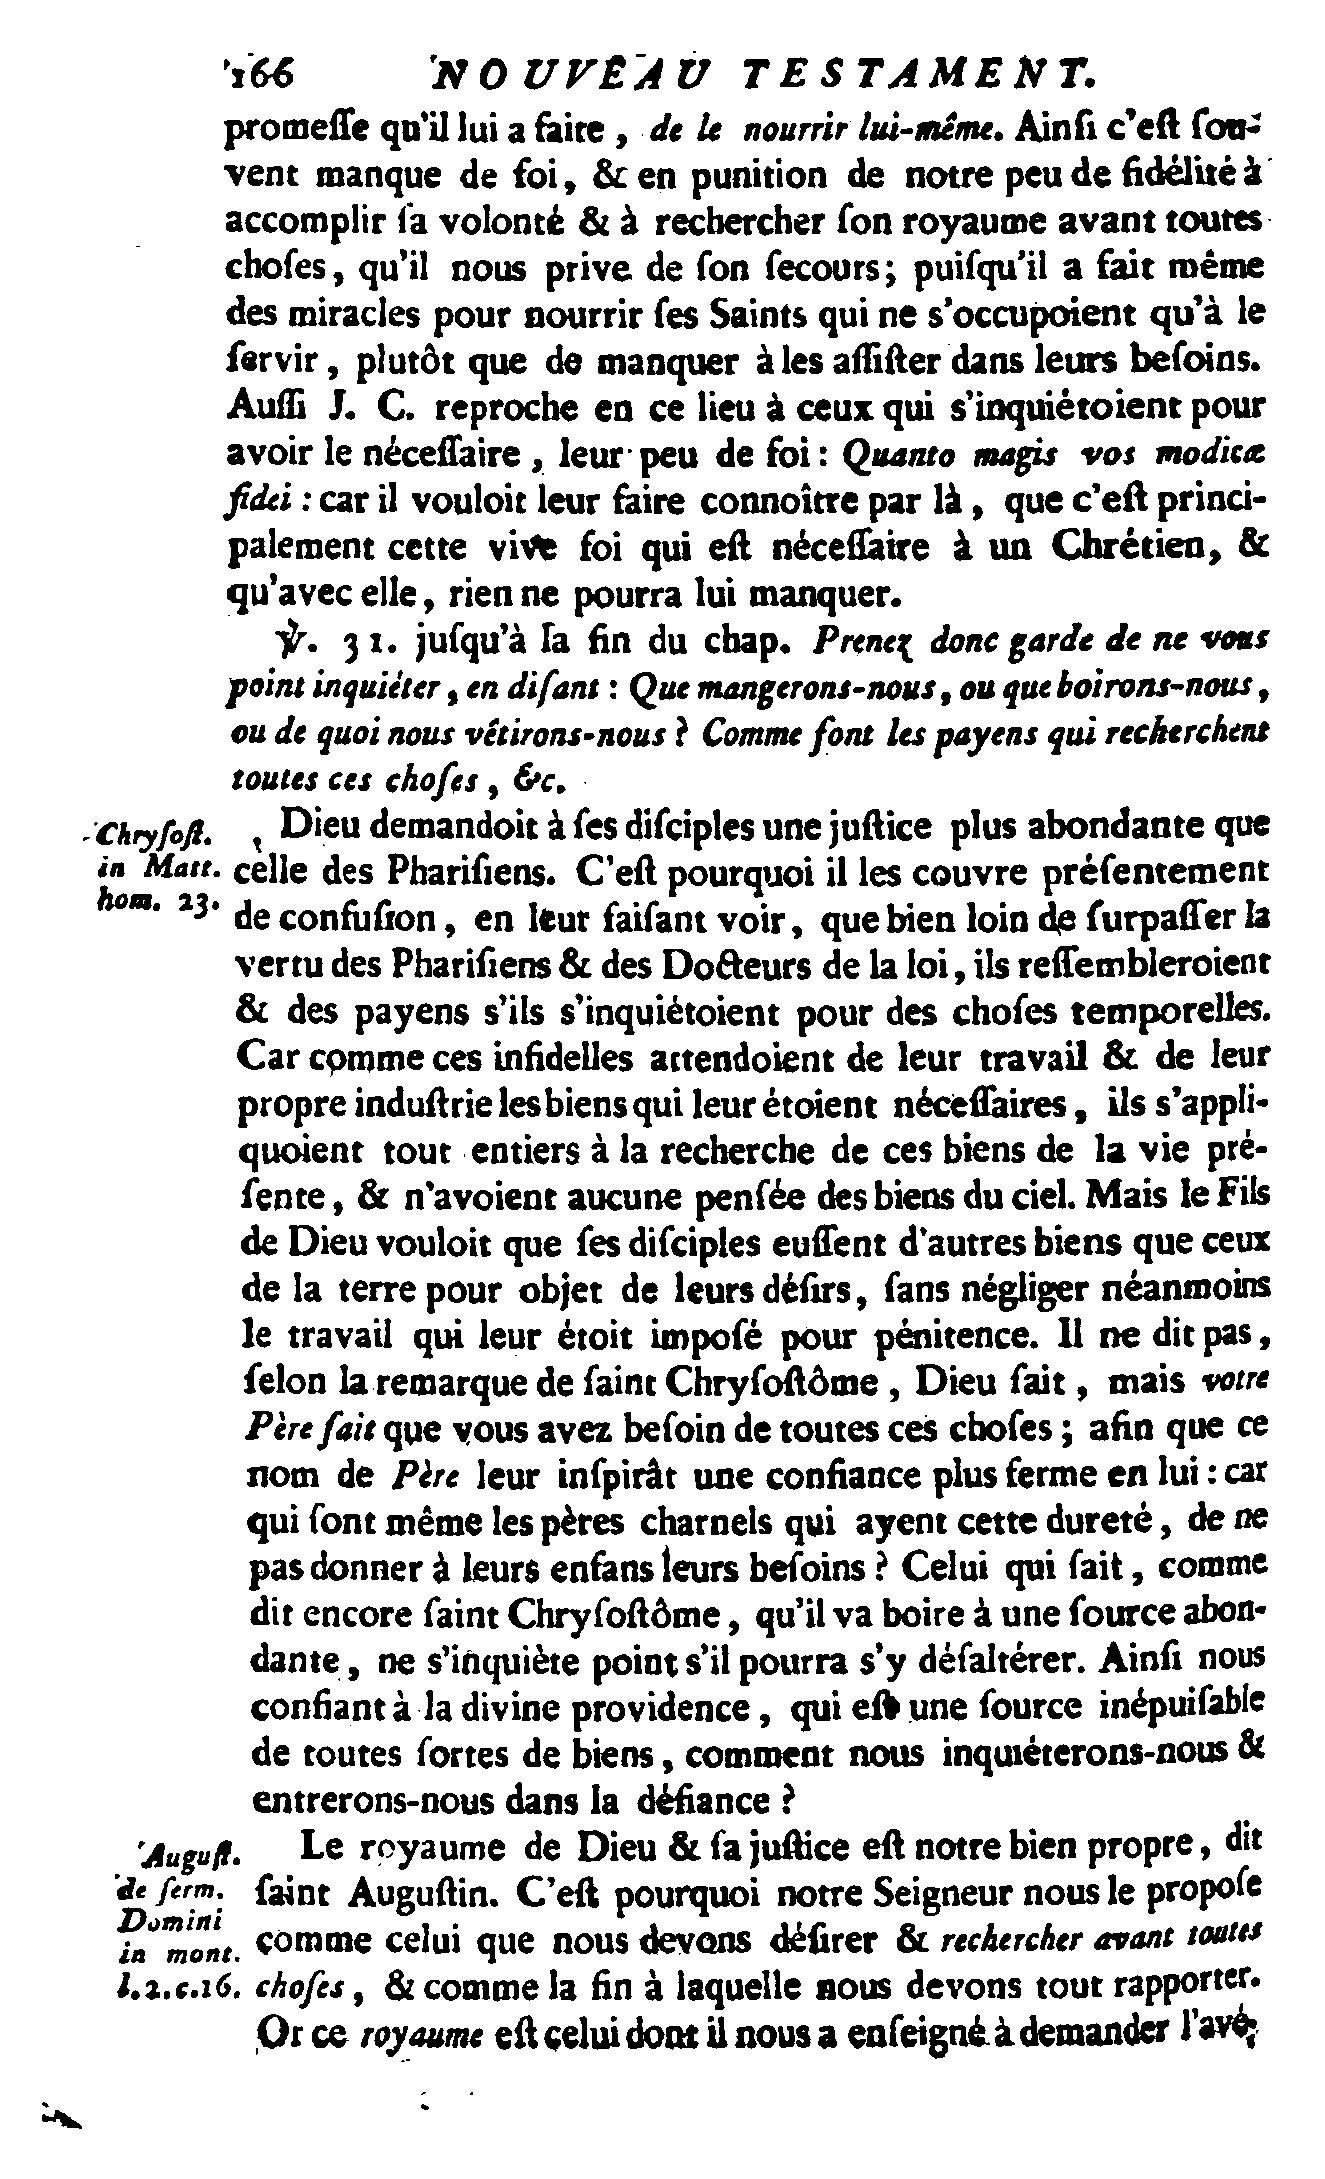 166 NOUVEAU TESTAMENT.
promeſſe qu'il lui a faite, de le nourrir lui-même. Ainſi c'eſt ſou-
vent manque de foi, & en punition de notre peu de fidélité à
accomplir ſa volonté & à rechercher ſon royaume avant toutes
choſes, qu'il nous prive de ſon ſecours; puiſqu'il a fait même
des miracles pour nourrir ſes Saints qui ne s'occupoient qu'à le
ſervir, plutôt que de manquer à les aſſiſter dans leurs beſoins.
Auſſi J. C. reproche en ce lieu à ceux qui s'inquiétoient pour
avoir le néceſſaire, leur peu de foi : Quanto magis vos modicæ
fidei : car il vouloit leur faire connoître par là, que c'eſt princi-
palement cette vive foi qui eſt néceſſaire à un Chrétien, &
qu'avec elle, rien ne pourra lui manquer.
℣. 31. juſqu'à la fin du chap. Prenez donc garde de ne vous
point inquiéter, en diſant : Que mangerons-nous, ou que boirons-nous,
ou de quoi nous vêtirons-nous ? Comme font les payens qui recherchent
toutes ces choſes, &c.
Chryſoſt.
in Matt.
hom. 23.
Dieu demandoit à ſes diſciples une juſtice plus abondante que
celle des Phariſiens. C'eſt pourquoi il les couvre préſentement
de confuſion, en leur faiſant voir, que bien loin de ſurpaſſer la
vertu des Phariſiens & des Docteurs de la loi, ils reſſembleroient
& des payens s'ils s'inquiétoient pour des choſes temporelles.
Car comme ces infidelles attendoient de leur travail & de leur
propre induſtrie les biens qui leur étoient néceſſaires, ils s'appli-
quoient tout entiers à la recherche de ces biens de la vie pré-
ſente, & n'avoient aucune penſée des biens du ciel. Mais le Fils
de Dieu vouloit que ſes diſciples euſſent d'autres biens que ceux
de la terre pour objet de leurs déſirs, ſans négliger néanmoins
le travail qui leur étoit impoſé pour pénitence. Il ne dit pas,
ſelon la remarque de ſaint Chryſoſtôme, Dieu ſait, mais votre
Père ſait que vous avez beſoin de toutes ces choſes ; afin que ce
nom de Père leur inſpirât une confiance plus ferme en lui : car
qui ſont même les pères charnels qui ayent cette dureté, de ne
pas donner à leurs enfans leurs beſoins ? Celui qui ſait, comme
dit encore ſaint Chryſoſtôme, qu'il va boire à une ſource abon-
dante, ne s'inquiète point s'il pourra s'y déſaltérer. Ainſi nous
confiant à la divine providence, qui eſt une ſource inépuiſable
de toutes ſortes de biens, comment nous inquiéterons-nous &
entrerons-nous dans la défiance ?
Auguſt.
de ſerm.
Domini
in mont.
l.2.c.16.
Le royaume de Dieu & ſa juſtice eſt notre bien propre, dit
ſaint Auguſtin. C'eſt pourquoi notre Seigneur nous le propoſe
comme celui que nous devons déſirer & rechercher avant toutes
choſes, & comme la fin à laquelle nous devons tout rapporter.
Or ce royaume eſt celui dont il nous a enſeigné à demander l'avé-